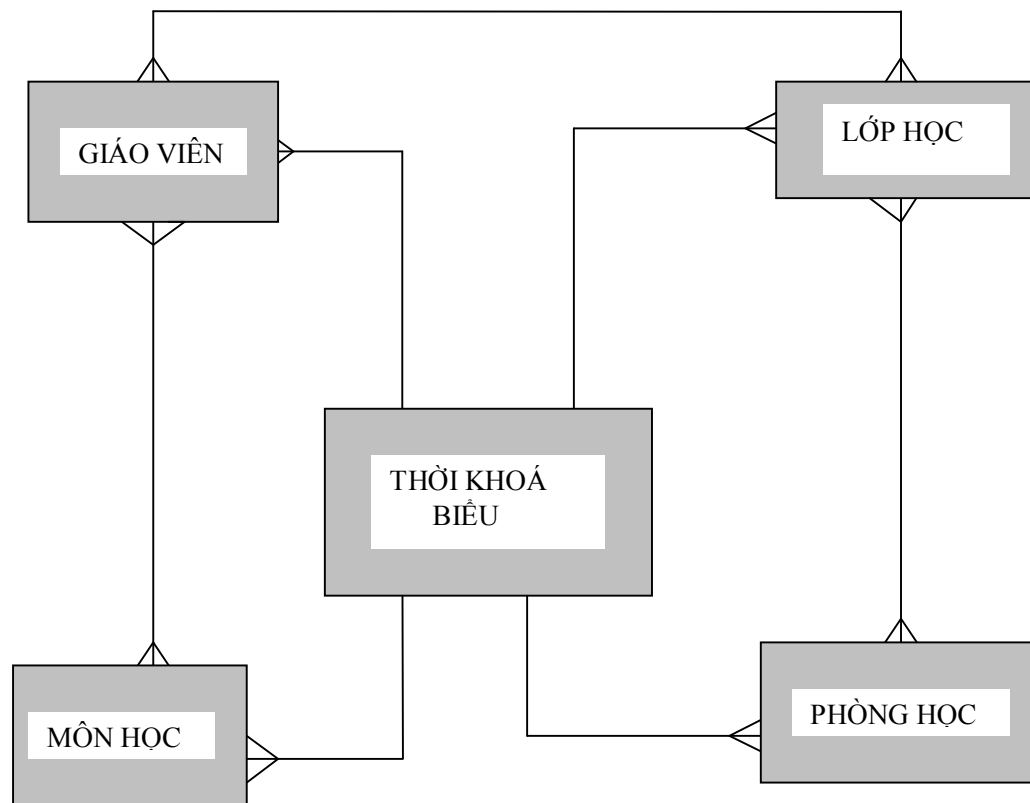 GIÁO VIÊN
LỚP HỌC
THỜI KHOÁ
BIỂU
MÔN HỌC
PHÒNG HỌC